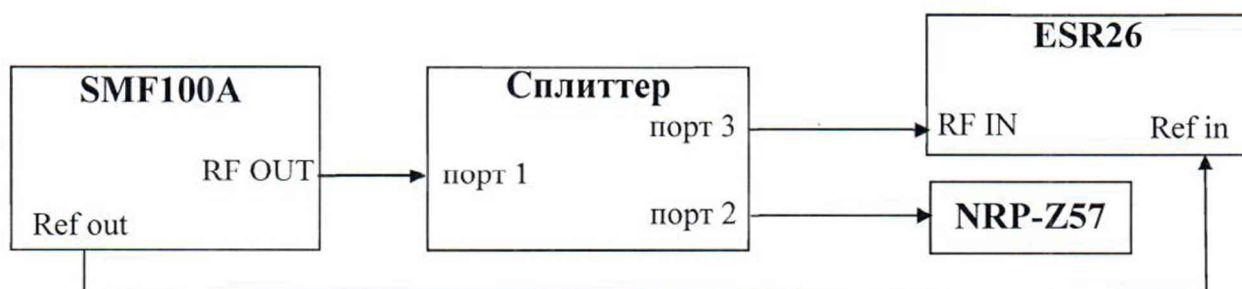 SMF100A
RF OUT
Ref out
Сплиттер
порт 3
порт 1
порт 2
ESR26
RF IN
Ref in
NRP-Z57